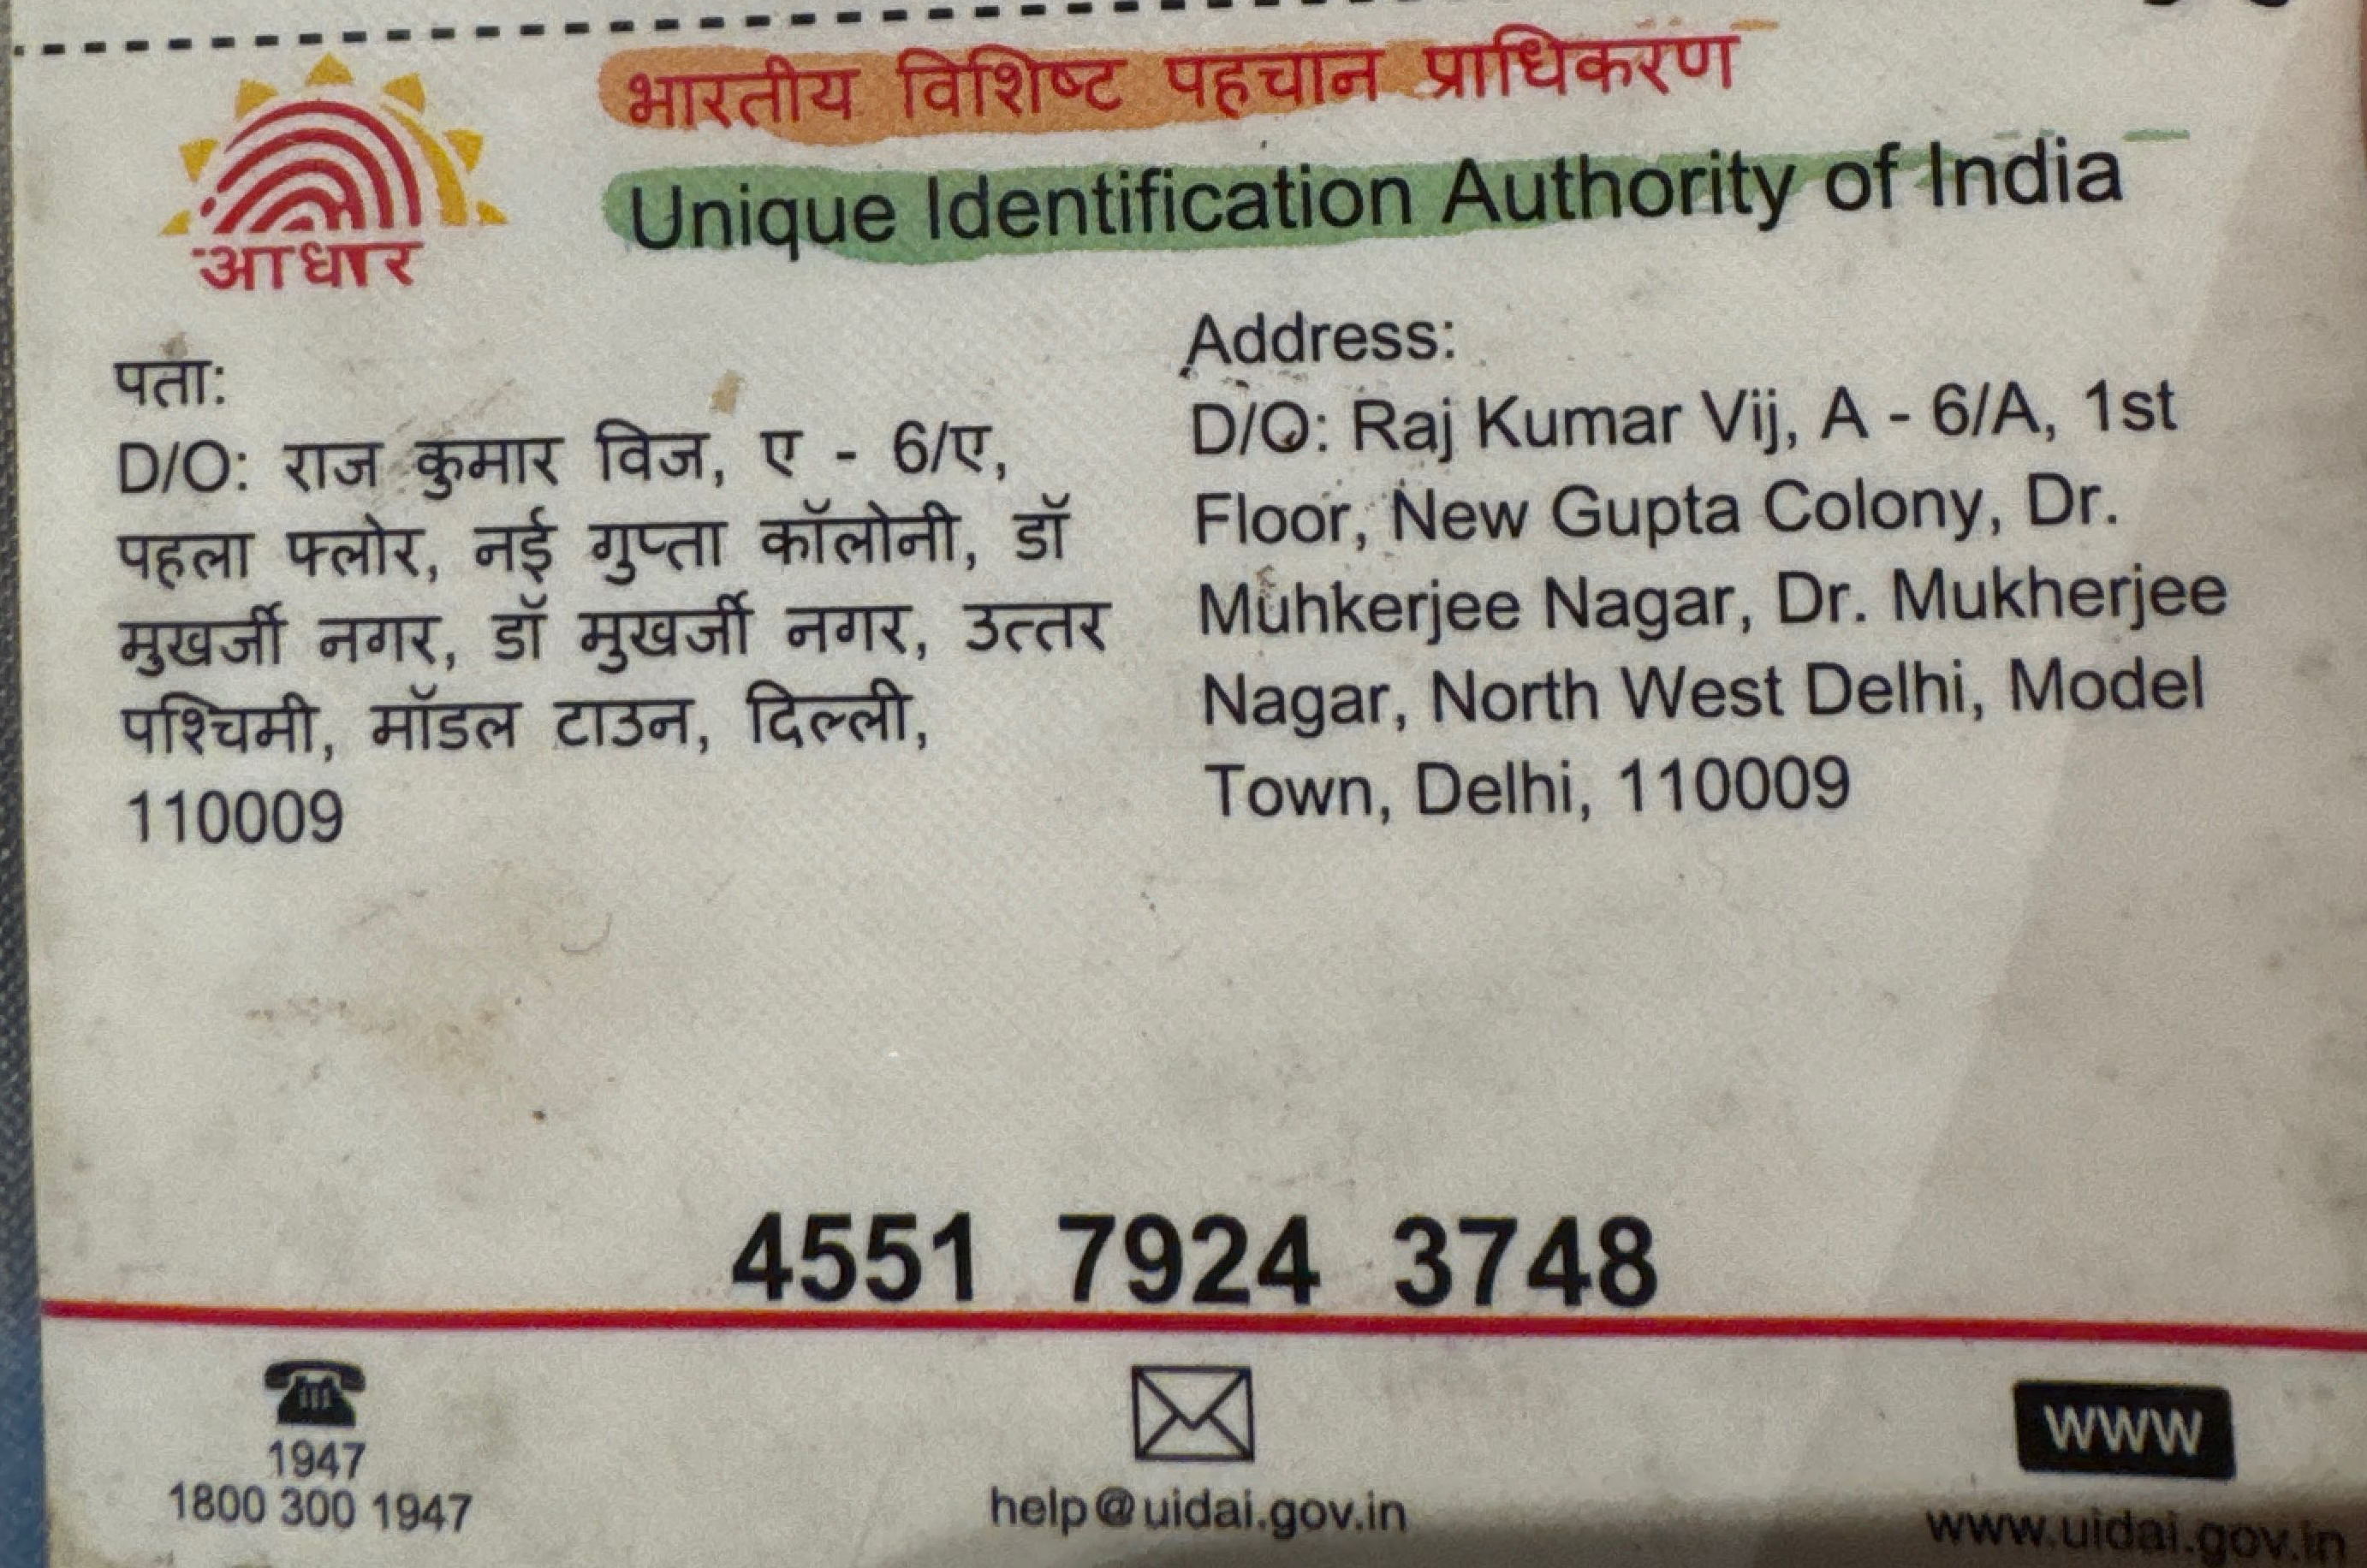 भारतीय विशिष्ट पहचान प्राधिकरण
Unique Identification Authority of India
आधार
पता:
D/O: राज कुमार विज, ए - 6/ए,
पहला फ्लोर, नई गुप्ता कॉलोनी, डॉ
मुखर्जी नगर, डॉ मुखर्जी नगर, उत्तर
पश्चिमी, मॉडल टाउन, दिल्ली,
110009
Address:
D/O: Raj Kumar Vij, A - 6/A, 1st
Floor, New Gupta Colony, Dr.
Muhkerjee Nagar, Dr. Mukherjee
Nagar, North West Delhi, Model
Town, Delhi, 110009
4551 7924 3748
1947
1800 300 1947
help@uidai.gov.in
WWW
www.uidai.gov.in